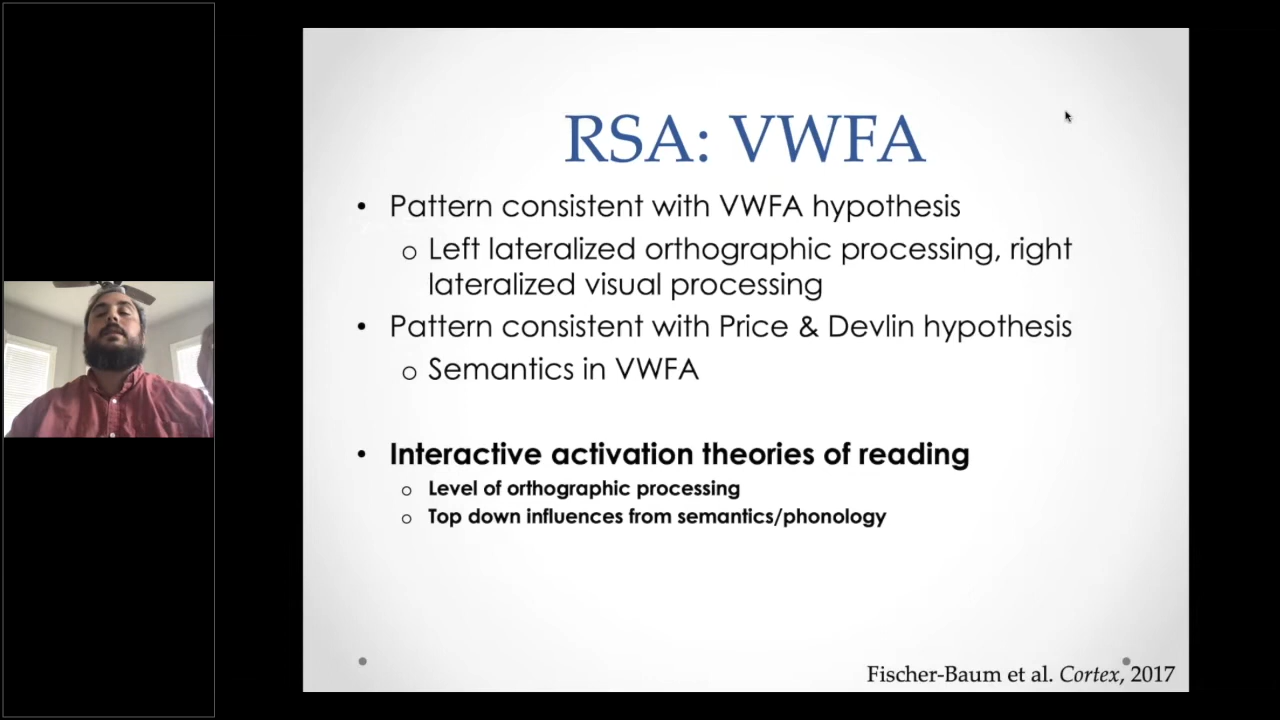 RSA: VWFA
• Pattern consistent with VWFA hypothesis
o Left lateralized orthographic processing, right
lateralized visual processing
• Pattern consistent with Price & Devlin hypothesis
o Semantics in VWFA
• Interactive activation theories of reading
o Level of orthographic processing
o Top down influences from semantics/phonology
Fischer-Baum et al. Cortex, 2017